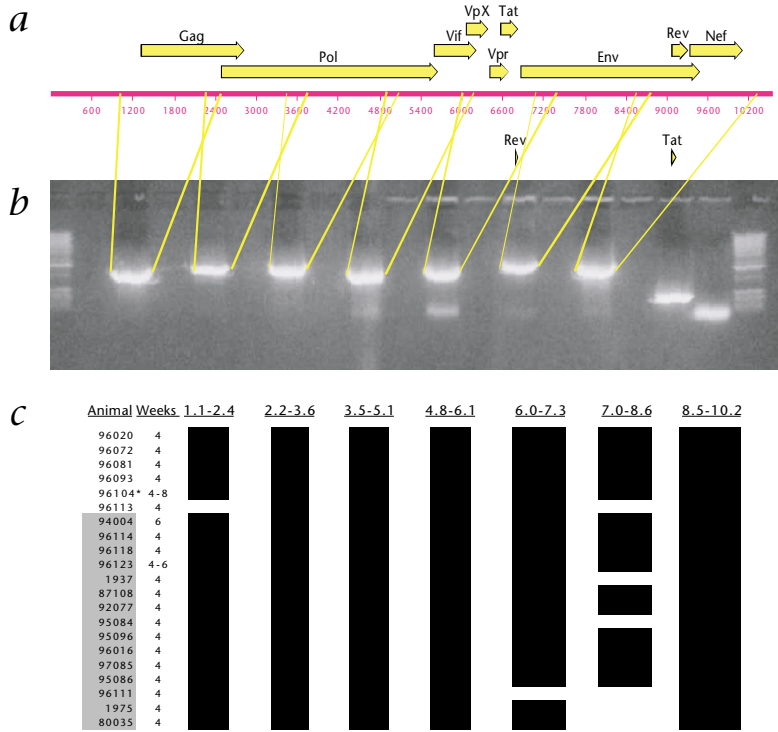 a
VpX Tat
Gag Vif Rev Nef
Pol Vpr Env
600 1200 1800 2400 3000 3600 4200 4800 5400 6000 6600 7200 7800 8400 9000 9600 10200
Rev Tat
b
c
Animal Weeks 1.1-2.4 2.2-3.6 3.5-5.1 4.8-6.1 6.0-7.3 7.0-8.6 8.5-10.2
96020 4
96072 4
96081 4
96093 4
96104* 4-8
96113 4
94004 6
96114 4
96118 4
96123 4-6
1937 4
87108 4
92077 4
95084 4
95096 4
96016 4
97085 4
95086 4
96111 4
1975 4
80035 4